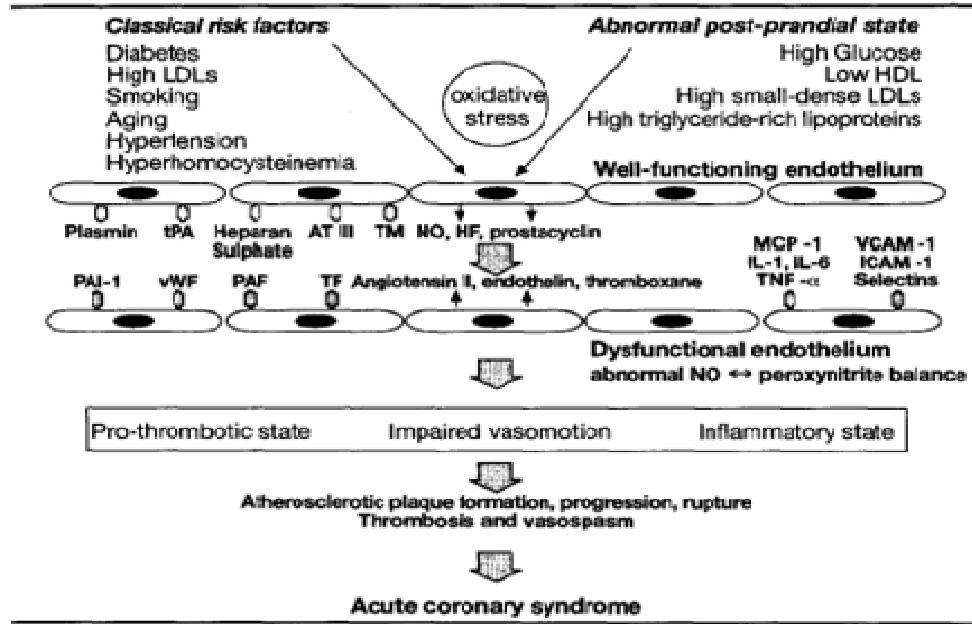 Classical risk factors
Diabetes
High LDLs
Smoking
Aging
Hypertension
Hyperhomocysteinemia
oxidative
stress
Abnormal post-prandial state
High Glucose
Low HDL
High small-dense LDLs
High triglyceride-rich lipoproteins
Well-functioning endothelium
Plasmin tPA Heparan AT III TM NO, HF, prostacyclin
Sulphate
MCP -1 VCAM -1
IL-1, IL-6 ICAM -1
TNF -α Selectins
PAI-1 vWF PAF TF Angiotensin II, endothelin, thromboxane
Dysfunctional endothelium
abnormal NO ↔ peroxynitrite balance
Pro-thrombotic state Impaired vasomotion Inflammatory state
Atherosclerotic plaque formation, progression, rupture
Thrombosis and vasospasm
Acute coronary syndrome